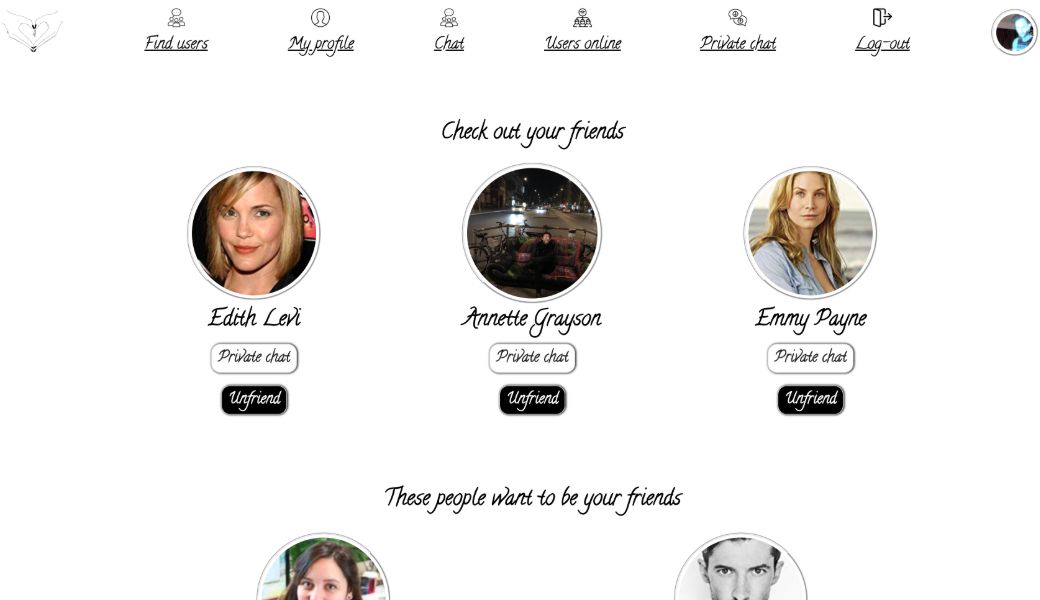 Find users
My profile
Chat
Users online
Private chat
Log-out
Check out your friends
Edith Levi
Annette Grayson
Emmy Payne
Private chat
Private chat
Private chat
Unfriend
Unfriend
Unfriend
These people want to be your friends